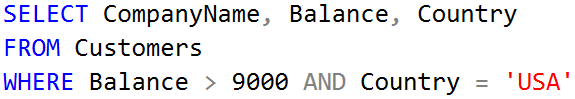 SELECT CompanyName, Balance, Country
FROM Customers
WHERE Balance > 9000 AND Country = 'USA'